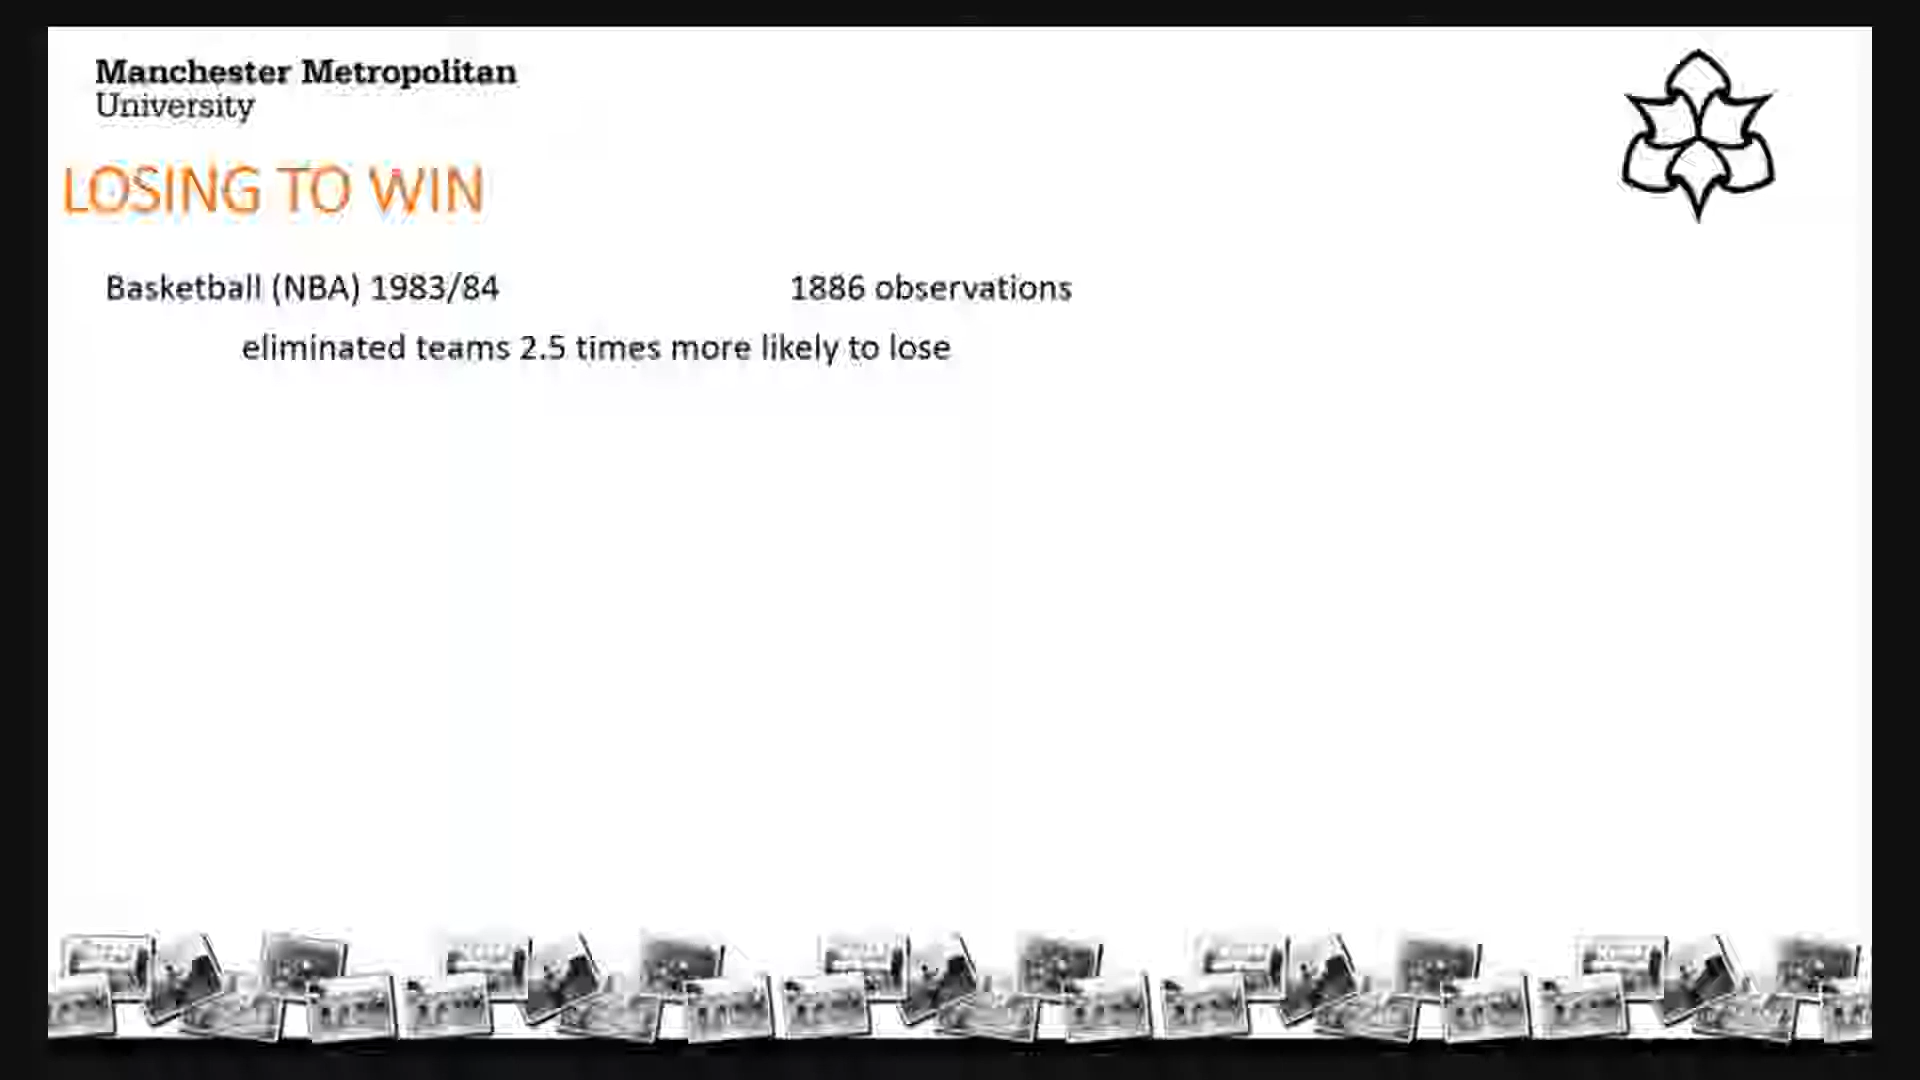 Manchester Metropolitan
University
LOSING TO WIN
Basketball (NBA) 1983/84 1886 observations
eliminated teams 2.5 times more likely to lose